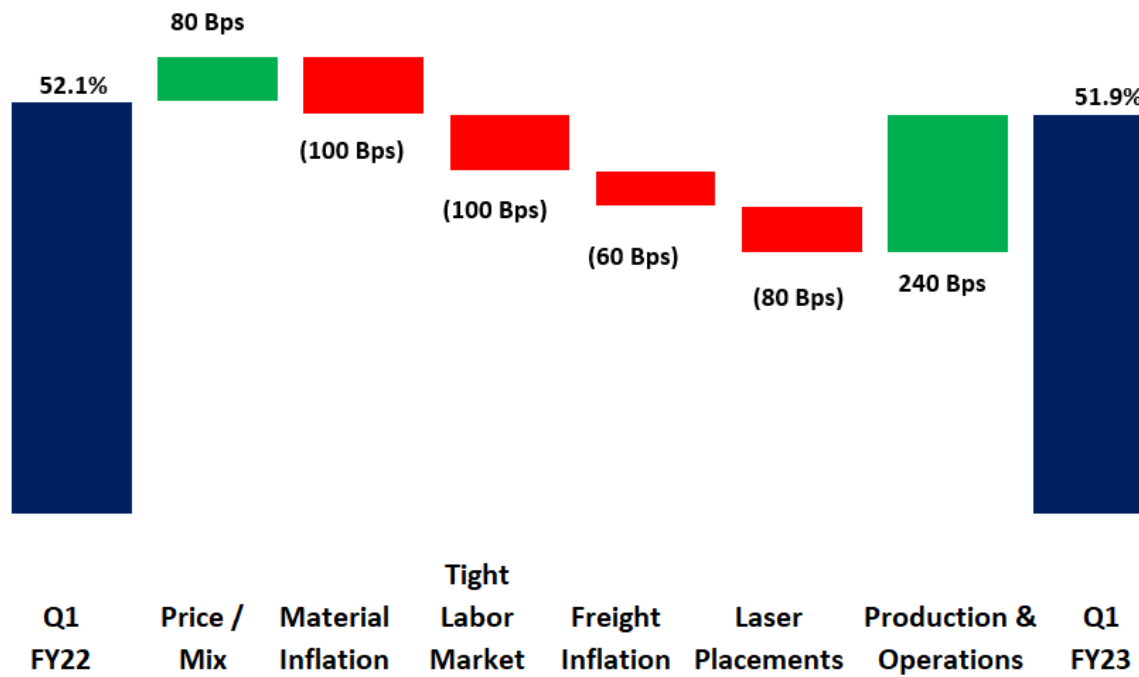 80 Bps
52.1%
51.9%
(100 Bps)
(100 Bps)
(60 Bps)
240 Bps
(80 Bps)
Q1
FY22
Price /
Mix
Material
Inflation
Tight
Labor
Market
Freight
Inflation
Laser
Placements
Production &
Operations
Q1
FY23